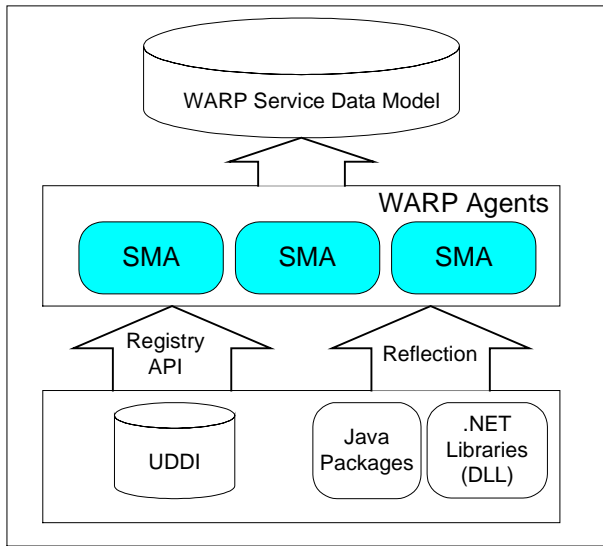 WARP Service Data Model
WARP Agents
SMA
SMA
SMA
Registry
API
Reflection
UDDI
Java
Packages
.NET
Libraries
(DLL)